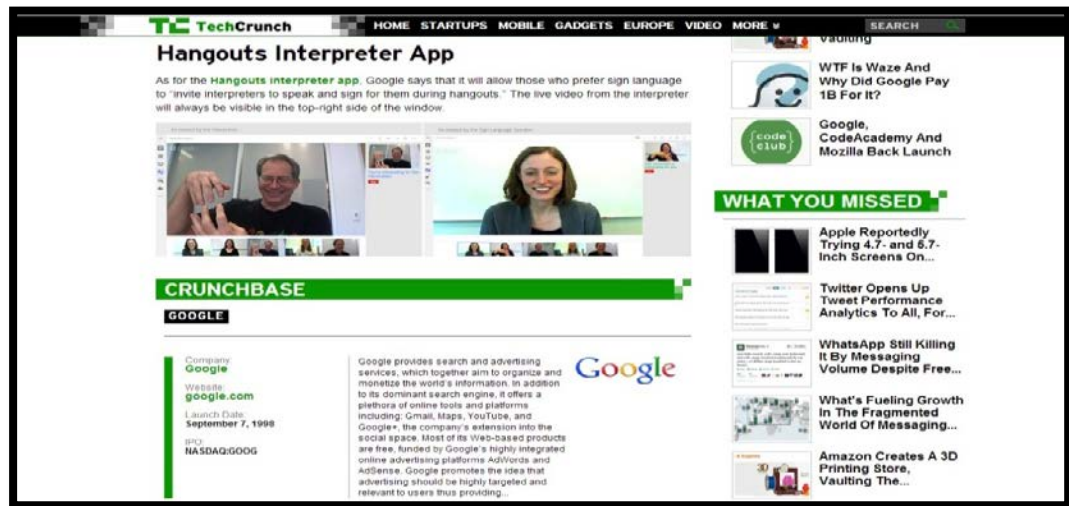 TechCrunch
HOME STARTUPS MOBILE GADGETS EUROPE VIDEO MORE
SEARCH
Hangouts Interpreter App
As for the Hangouts interpreter app, Google says that it will allow those who prefer sign language
to "invite interpreters to speak and sign for them during hangouts." The live video from the interpreter
will always be visible in the top-right side of the window.
CRUNCHBASE
GOOGLE
Company:
Google
Website:
google.com
Launch Date:
September 7, 1998
IPO:
NASDAQ:GOOG
Google provides search and advertising
services, which together aim to organize and
monetize the world's information. In addition
to its dominant search engine, it offers a
plethora of online tools and platforms
including: Gmail, Maps, YouTube, and
Google+, the company's extension into the
social space. Most of its Web-based products
are free, funded by Google's highly integrated
online advertising platforms AdWords and
AdSense. Google promotes the idea that
advertising should be highly targeted and
relevant to users thus providing...
Google
Vaulting
WTF Is Waze And
Why Did Google Pay
1B For It?
{code
club}
Google,
CodeAcademy And
Mozilla Back Launch
WHAT YOU MISSED
Apple Reportedly
Trying 4.7- and 5.7-
Inch Screens On...
Twitter Opens Up
Tweet Performance
Analytics To All, For...
WhatsApp Still Killing
It By Messaging
Volume Despite Free...
What's Fueling Growth
In The Fragmented
World Of Messaging...
3D
Amazon Creates A 3D
Printing Store,
Vaulting The...